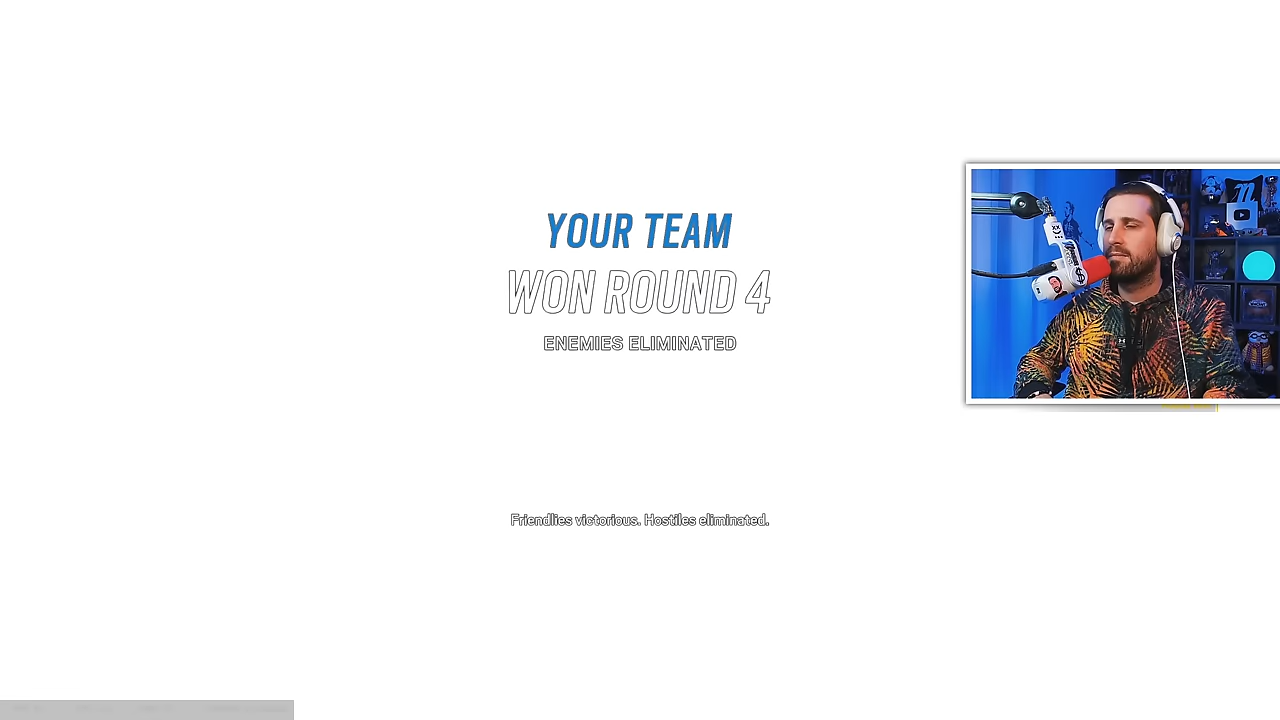 YOUR TEAM
WON ROUND 4
ENEMIES ELIMINATED
Friendlies victorious. Hostiles eliminated.